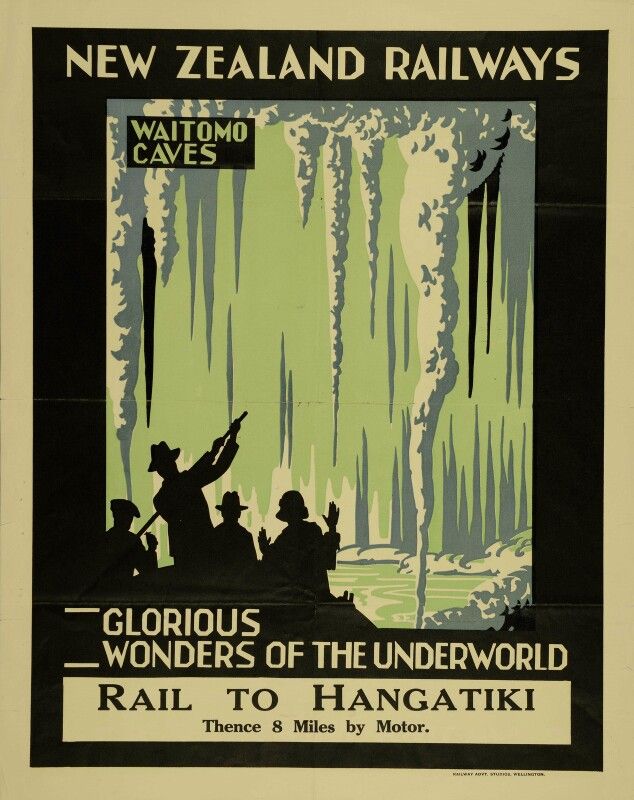 NEW ZEALAND RAILWAYS
WAITOMO
CAVES
—GLORIOUS
—WONDERS OF THE UNDERWORLD
RAIL TO HANGATIKI
Thence 8 Miles by Motor.
RAILWAY ADVT. STUDIOS, WELLINGTON.